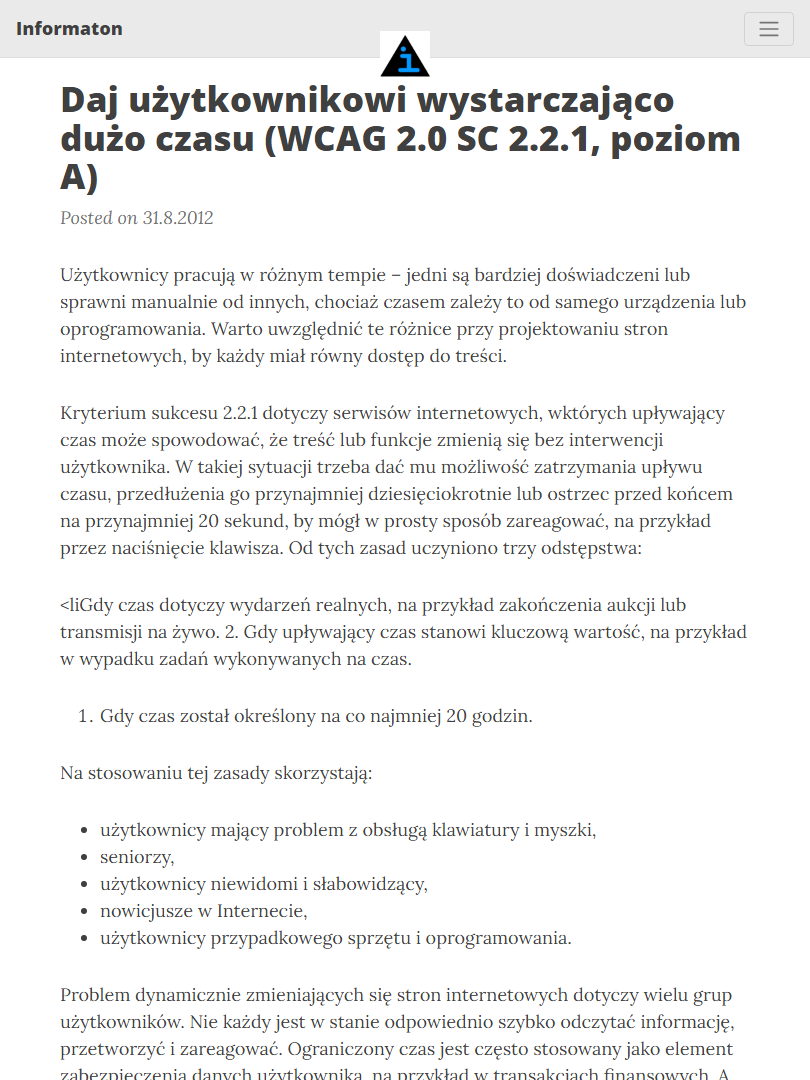 Informaton
i
Daj użytkownikowi wystarczająco
dużo czasu (WCAG 2.0 SC 2.2.1, poziom
A)
Posted on 31.8.2012
Użytkownicy pracują w różnym tempie – jedni są bardziej doświadczeni lub
sprawni manualnie od innych, chociaż czasem zależy to od samego urządzenia lub
oprogramowania. Warto uwzględnić te różnice przy projektowaniu stron
internetowych, by każdy miał równy dostęp do treści.
Kryterium sukcesu 2.2.1 dotyczy serwisów internetowych, wktórych upływający
czas może spowodować, że treść lub funkcje zmienią się bez interwencji
użytkownika. W takiej sytuacji trzeba dać mu możliwość zatrzymania upływu
czasu, przedłużenia go przynajmniej dziesięciokrotnie lub ostrzec przed końcem
na przynajmniej 20 sekund, by mógł w prosty sposób zareagować, na przykład
przez naciśnięcie klawisza. Od tych zasad uczyniono trzy odstępstwa:
<liGdy czas dotyczy wydarzeń realnych, na przykład zakończenia aukcji lub
transmisji na żywo. 2. Gdy upływający czas stanowi kluczową wartość, na przykład
w wypadku zadań wykonywanych na czas.
1. Gdy czas został określony na co najmniej 20 godzin.
Na stosowaniu tej zasady skorzystają:
• użytkownicy mający problem z obsługą klawiatury i myszki,
• seniorzy,
• użytkownicy niewidomi i słabowidzący,
• nowicjusze w Internecie,
• użytkownicy przypadkowego sprzętu i oprogramowania.
Problem dynamicznie zmieniających się stron internetowych dotyczy wielu grup
użytkowników. Nie każdy jest w stanie odpowiednio szybko odczytać informację,
przetworzyć i zareagować. Ograniczony czas jest często stosowany jako element
zabezpieczenia danych użytkownika, na przykład w transakcjach finansowych. A